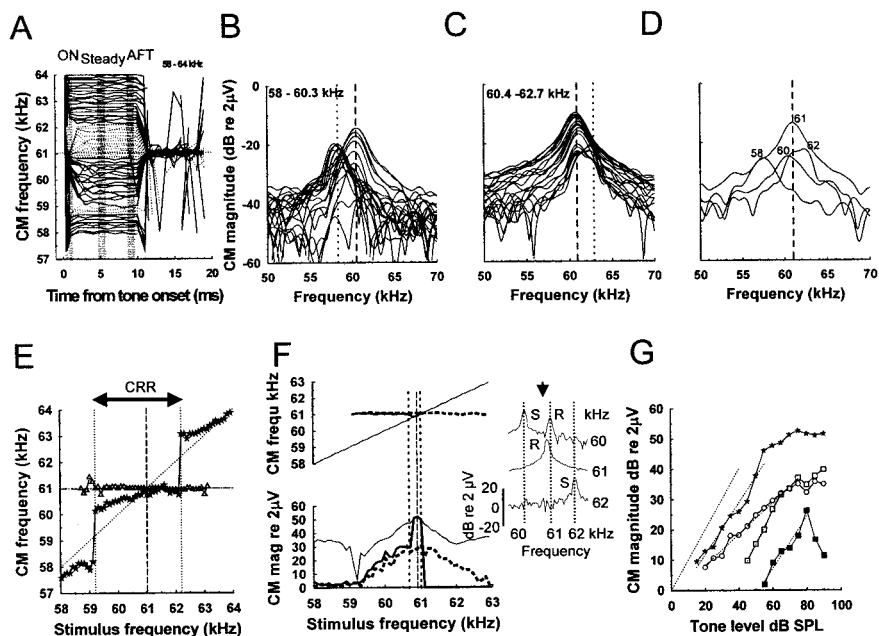 A
ON Steady AFT 58 - 64 kHz
CM frequency (kHz)
64
63
62
61
60
59
58
57
0 5 10 15 20
Time from tone onset (ms)
B
CM magnitude (dB re 2µV)
0
-20
-40
-60
58 - 60.3 kHz
50 60 70
Frequency (kHz)
C
60.4 -62.7 kHz
50 60 70
Frequency (kHz)
D
61
58 60 62
50 60 70
Frequency (kHz)
E
CRR
CM frequency (kHz)
64
63
62
61
60
59
58
57
58 59 60 61 62 63 64
Stimulus frequency (kHz)
F
CM frequ kHz
63
62
61
60
59
58
CM mag re 2µV
60
50
40
30
20
10
0
58 59 60 61 62 63
Stimulus frequency (kHz)
kHz
S R
60
R
61
S
62
dB re 2 µV
20
0
-20
60 61 62 kHz
Frequency
G
CM magnitude dB re 2µV
60
50
40
30
20
10
0
0 20 40 60 80 100
Tone level dB SPL